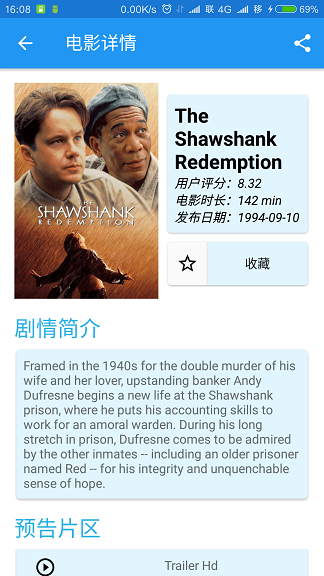 16:08 0.00K/s 联 4G 移 69%
电影详情
THE
SHAWSHANK
REDEMPTION
The
Shawshank
Redemption
用户评分：8.32
电影时长：142 min
发布日期：1994-09-10
收藏
剧情简介
Framed in the 1940s for the double murder of his
wife and her lover, upstanding banker Andy
Dufresne begins a new life at the Shawshank
prison, where he puts his accounting skills to
work for an amoral warden. During his long
stretch in prison, Dufresne comes to be admired
by the other inmates -- including an older prisoner
named Red -- for his integrity and unquenchable
sense of hope.
预告片区
Trailer Hd